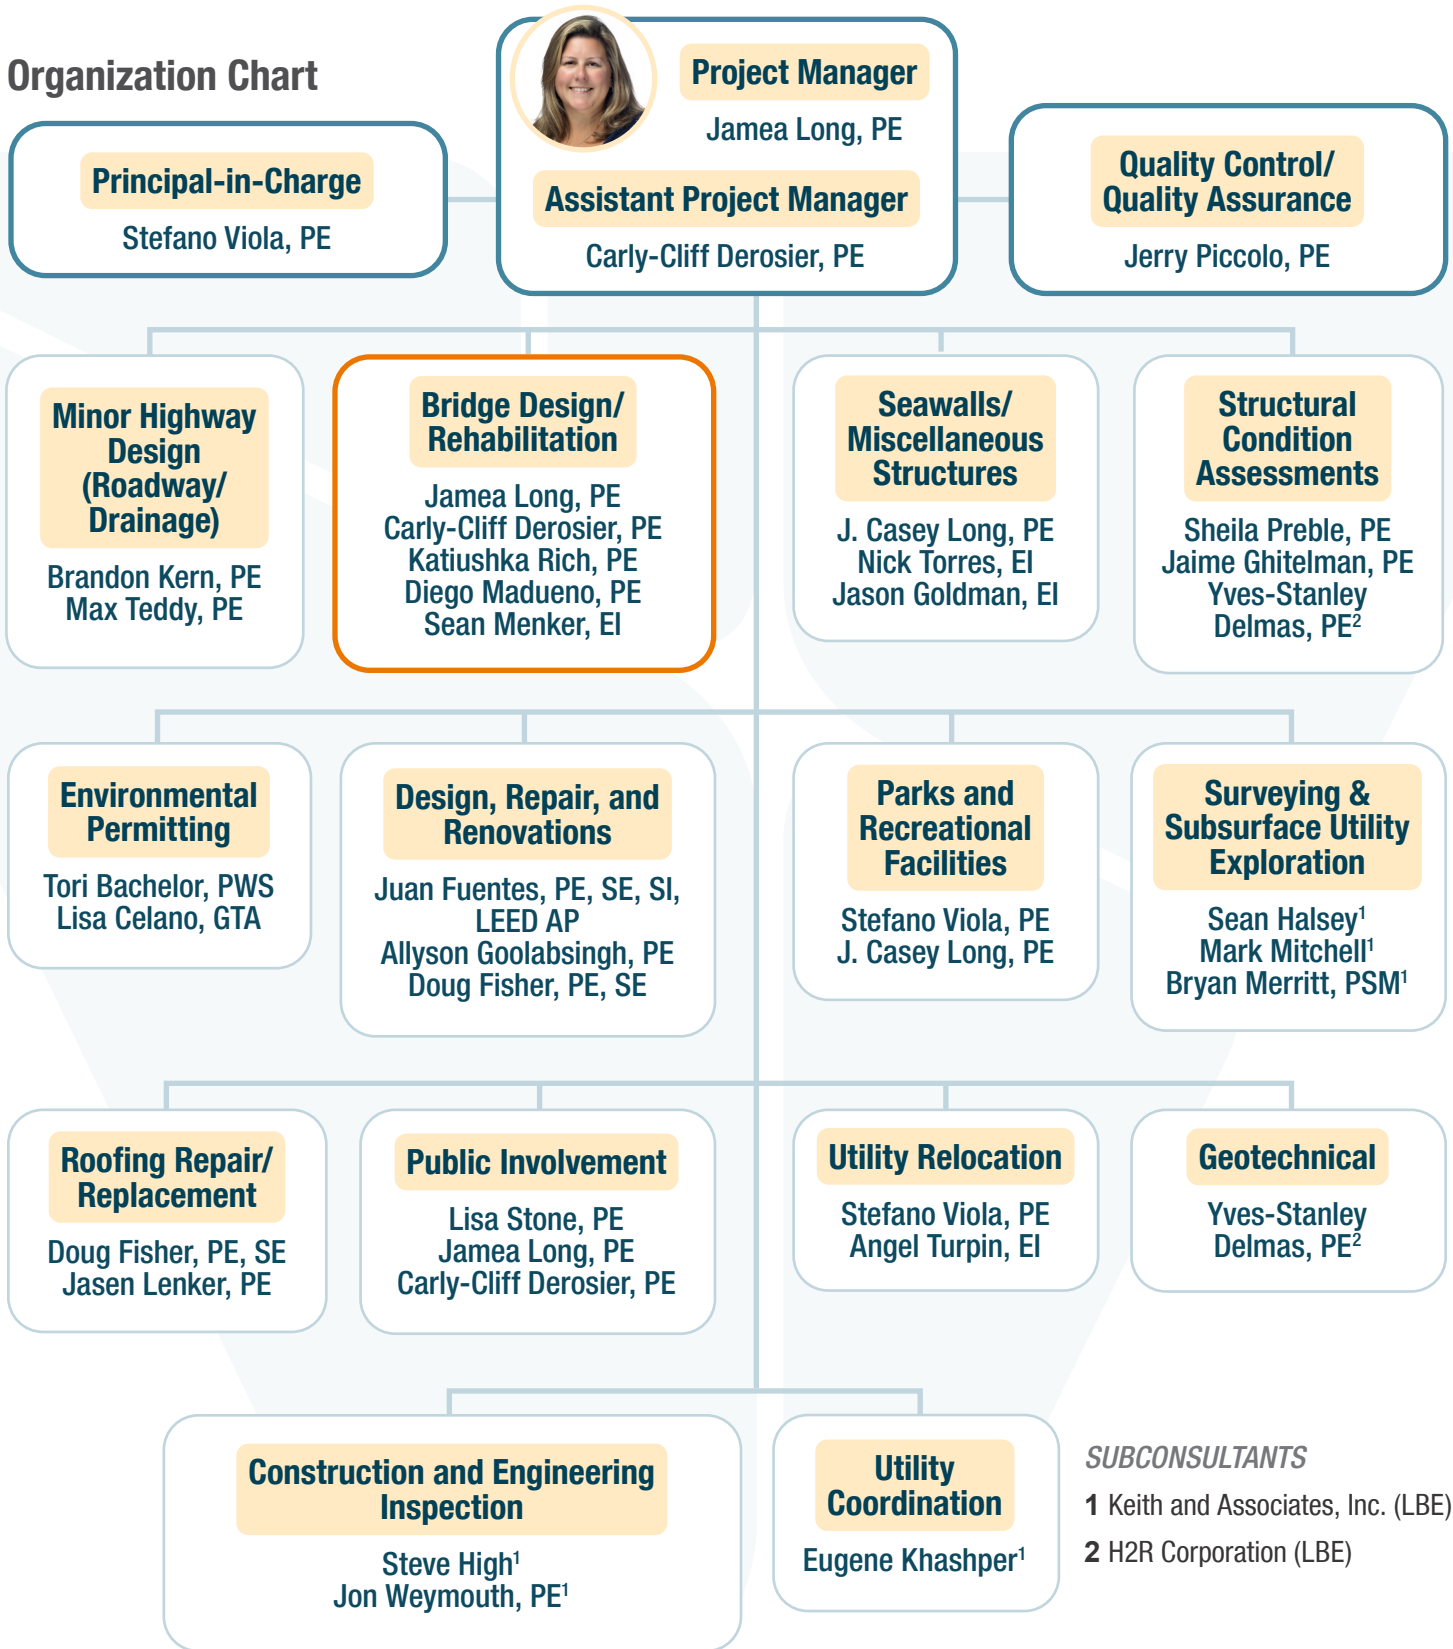 Organization Chart
Project Manager
Jamea Long, PE
Assistant Project Manager
Carly-Cliff Derosier, PE
Principal-in-Charge
Stefano Viola, PE
Quality Control/
Quality Assurance
Jerry Piccolo, PE
Minor Highway
Design
(Roadway/
Drainage)
Brandon Kern, PE
Max Teddy, PE
Bridge Design/
Rehabilitation
Jamea Long, PE
Carly-Cliff Derosier, PE
Katiushka Rich, PE
Diego Madueno, PE
Sean Menker, EI
Seawalls/
Miscellaneous
Structures
J. Casey Long, PE
Nick Torres, EI
Jason Goldman, EI
Structural
Condition
Assessments
Sheila Preble, PE
Jaime Ghitelman, PE
Yves-Stanley
Delmas, PE²
Environmental
Permitting
Tori Bachelor, PWS
Lisa Celano, GTA
Design, Repair, and
Renovations
Juan Fuentes, PE, SE, SI,
LEED AP
Allyson Goolabsingh, PE
Doug Fisher, PE, SE
Parks and
Recreational
Facilities
Stefano Viola, PE
J. Casey Long, PE
Surveying &
Subsurface Utility
Exploration
Sean Halsey¹
Mark Mitchell¹
Bryan Merritt, PSM¹
Roofing Repair/
Replacement
Doug Fisher, PE, SE
Jasen Lenker, PE
Public Involvement
Lisa Stone, PE
Jamea Long, PE
Carly-Cliff Derosier, PE
Utility Relocation
Stefano Viola, PE
Angel Turpin, EI
Geotechnical
Yves-Stanley
Delmas, PE²
Construction and Engineering
Inspection
Steve High¹
Jon Weymouth, PE¹
Utility
Coordination
Eugene Khashper¹
SUBCONSULTANTS
1 Keith and Associates, Inc. (LBE)
2 H2R Corporation (LBE)